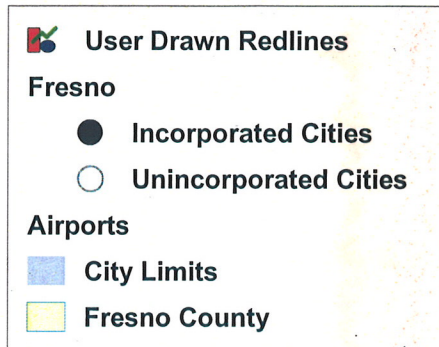 User Drawn Redlines
Fresno
Incorporated Cities
Unincorporated Cities
Airports
City Limits
Fresno County